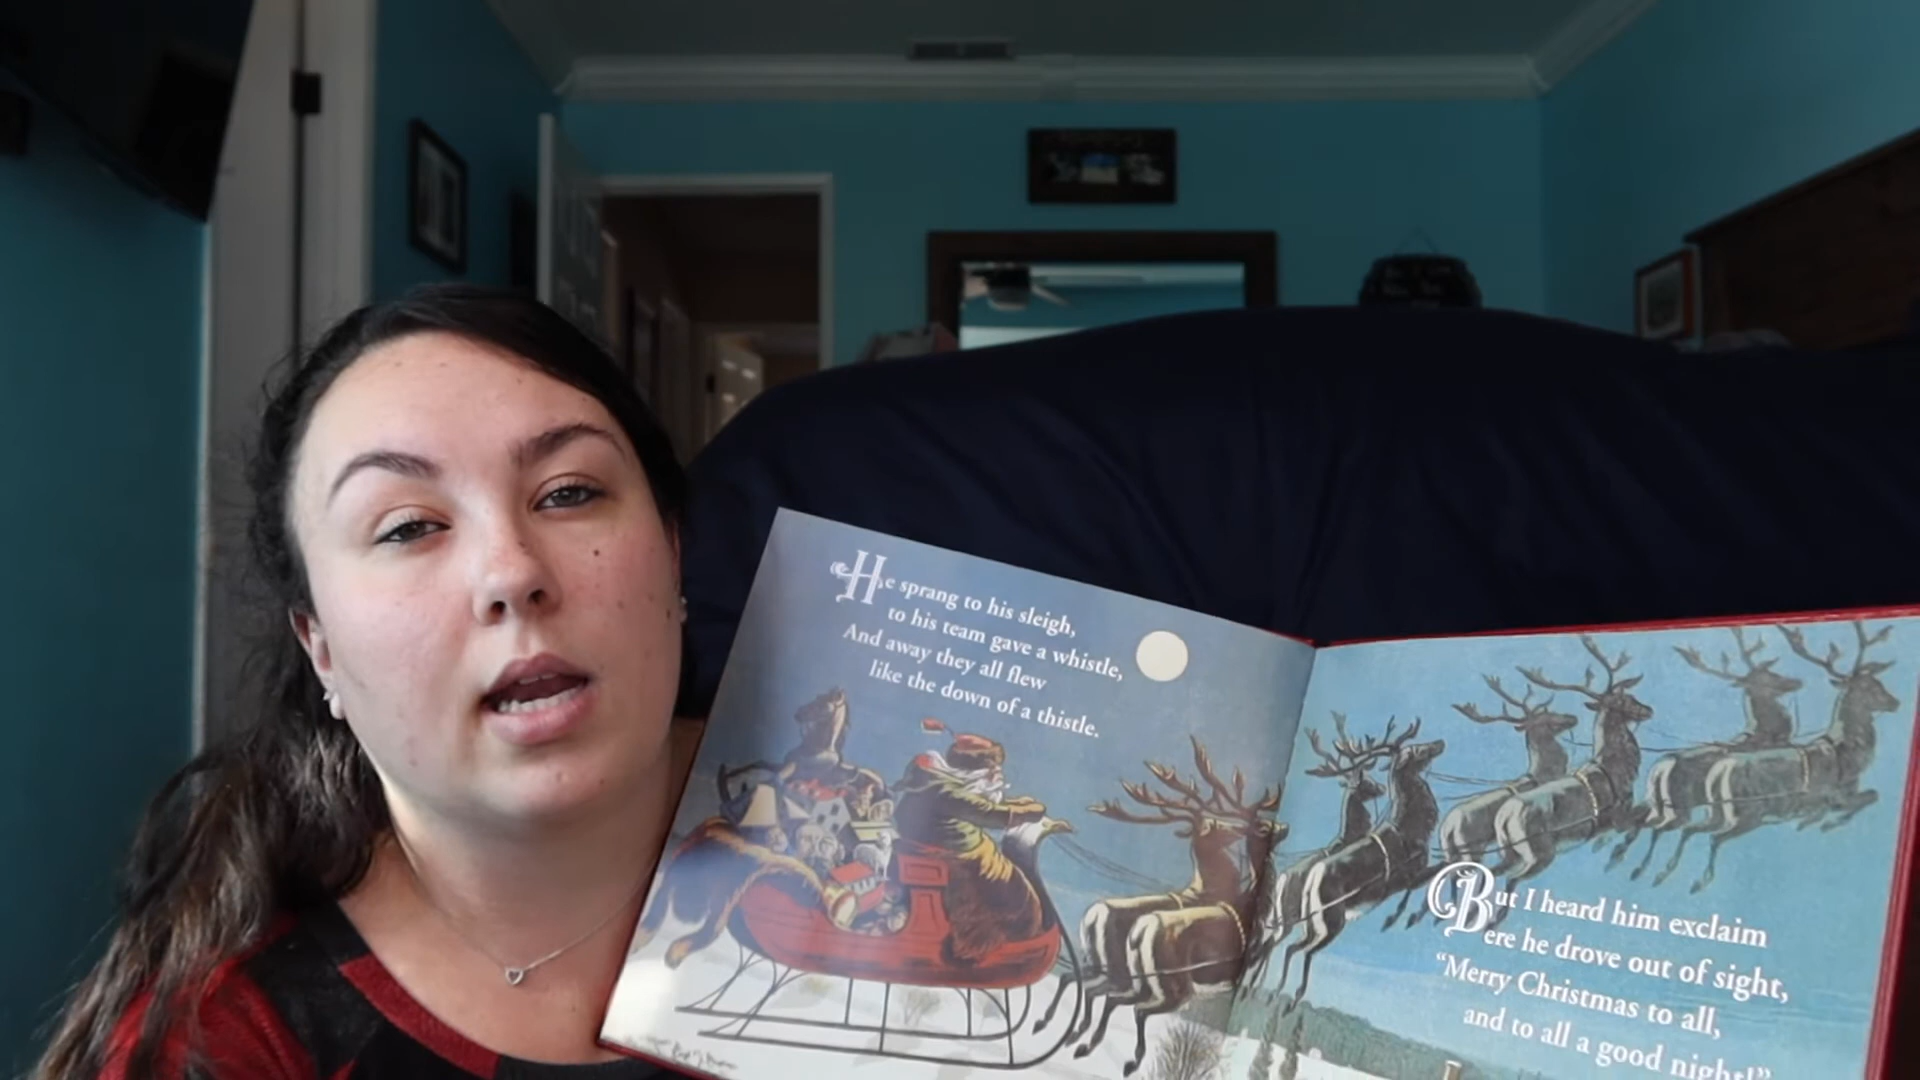 He sprang to his sleigh,
to his team gave a whistle,
And away they all flew
like the down of a thistle.
But I heard him exclaim
ere he drove out of sight,
“Merry Christmas to all,
and to all a good night!”